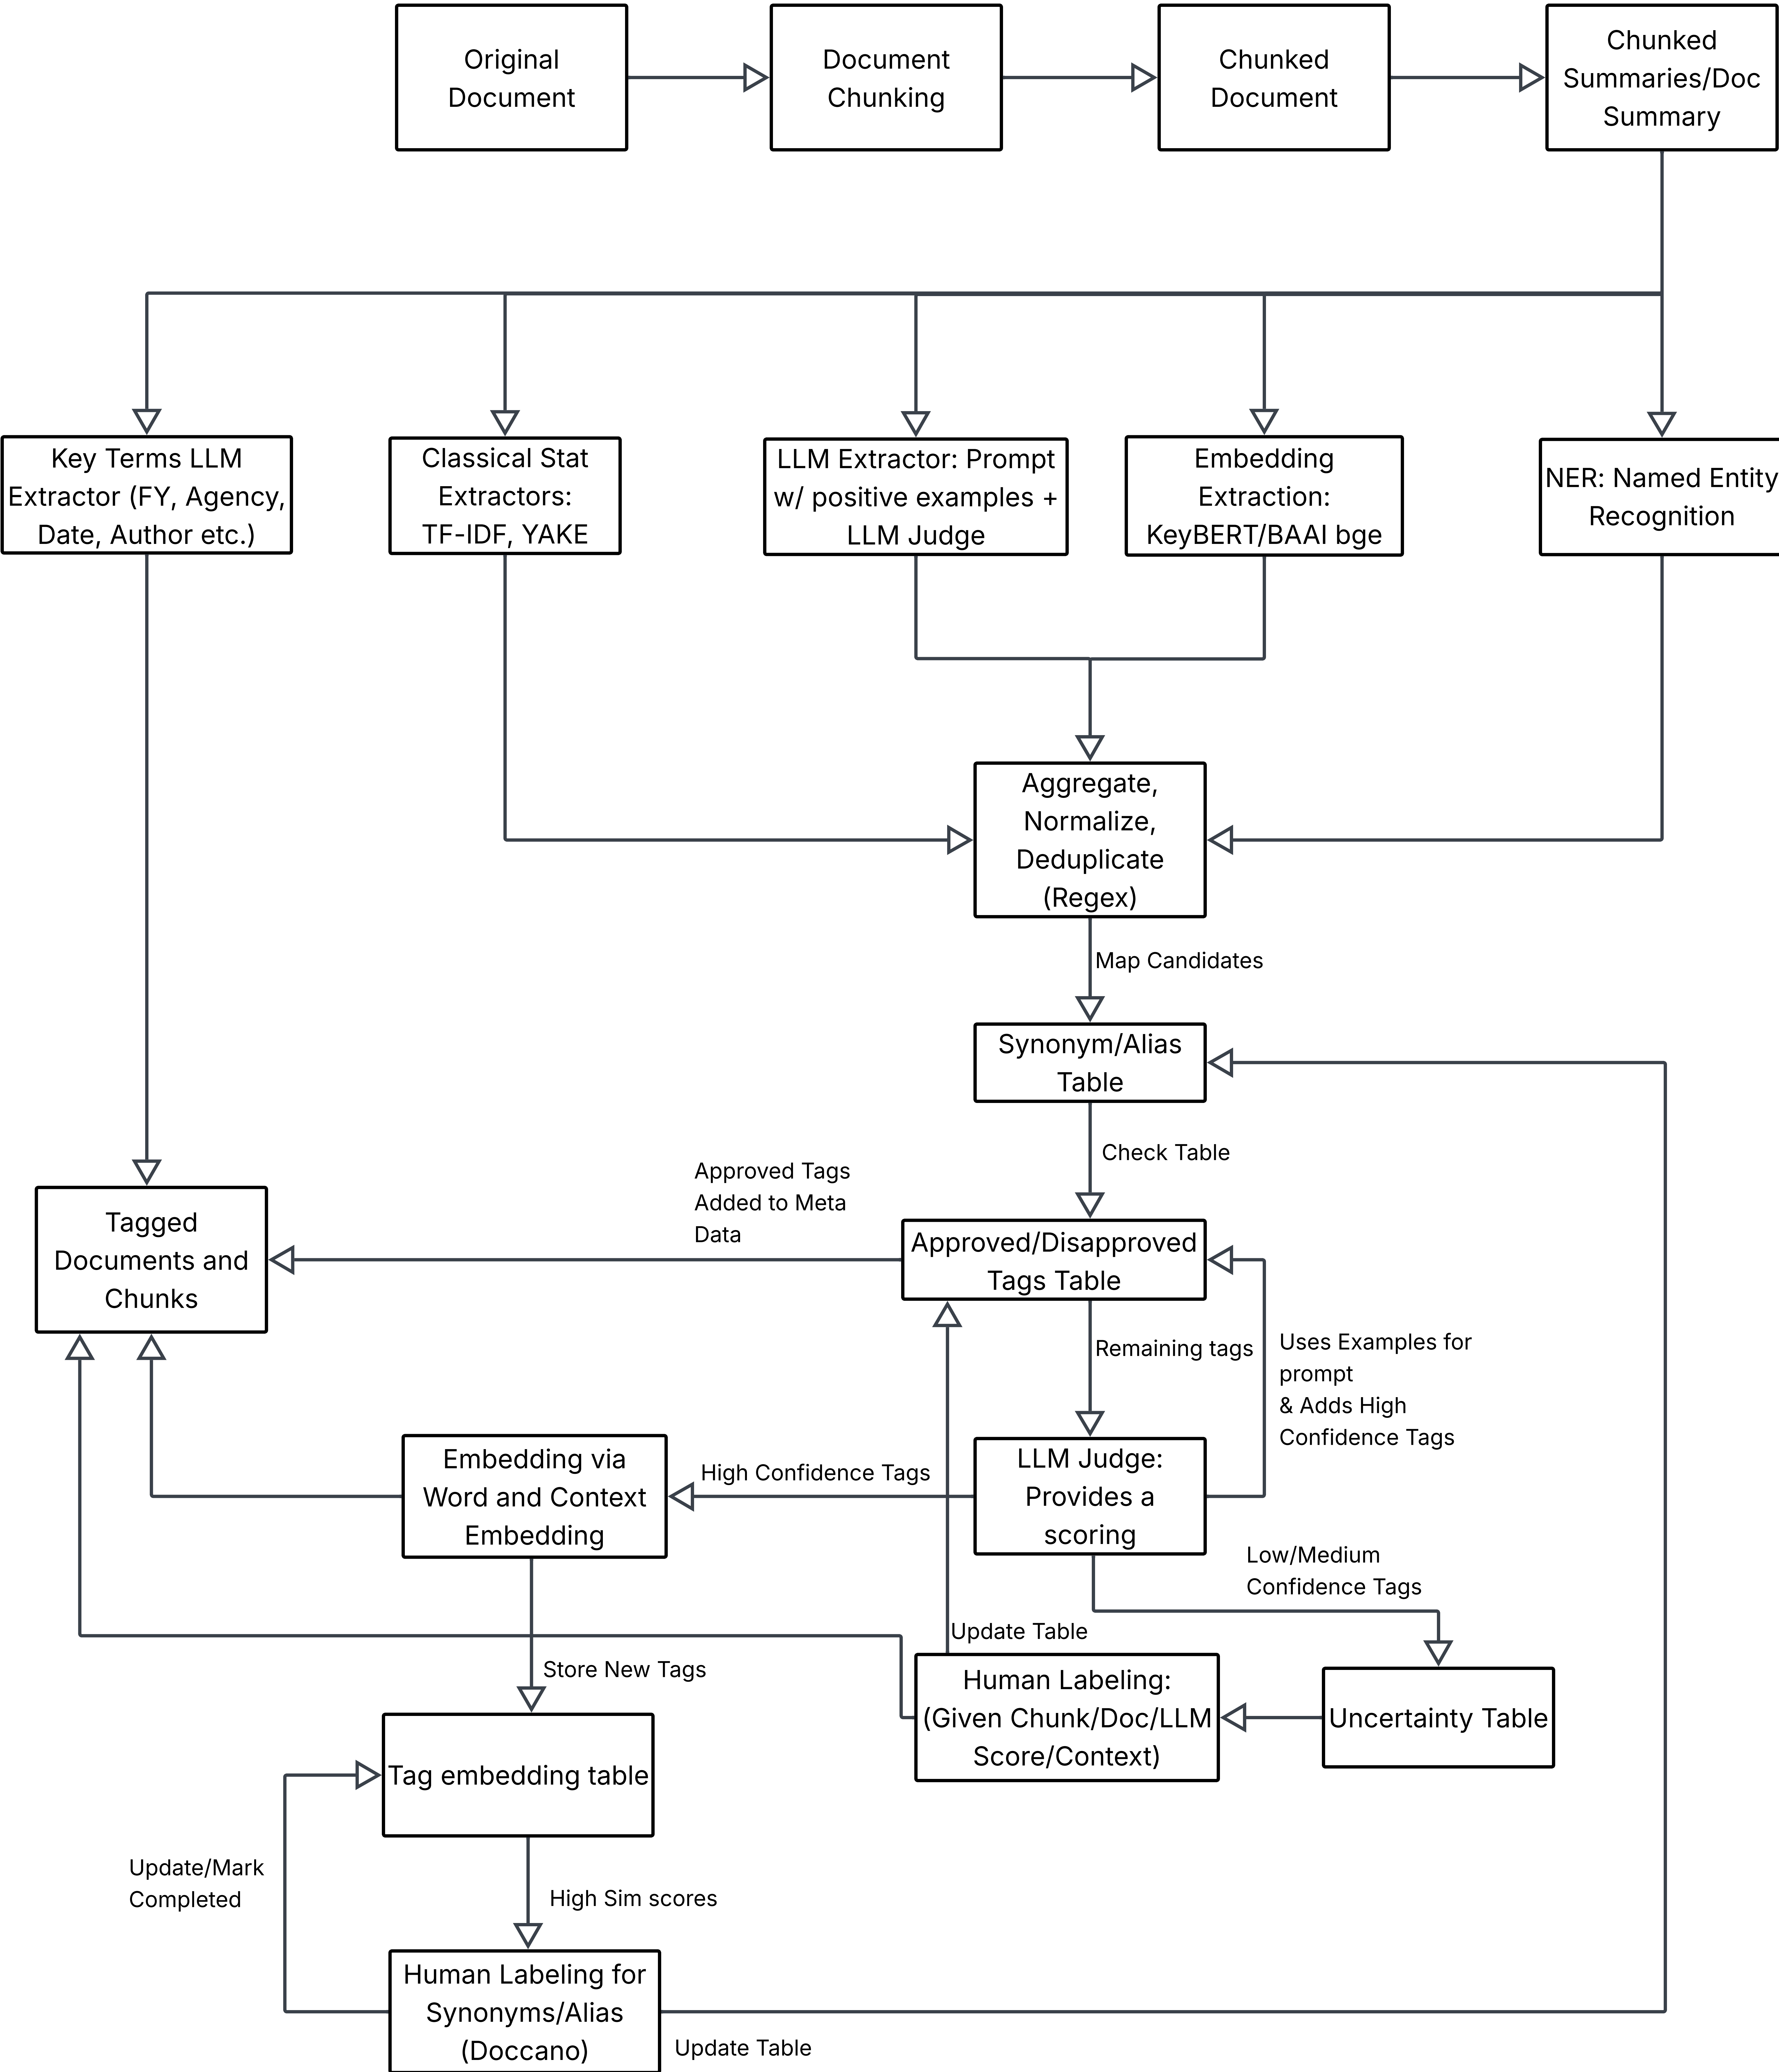 Original
Document
Document
Chunking
Chunked
Document
Chunked
Summaries/Doc
Summary
Key Terms LLM
Extractor (FY, Agency,
Date, Author etc.)
Classical Stat
Extractors:
TF-IDF, YAKE
LLM Extractor: Prompt
w/ positive examples +
LLM Judge
Embedding
Extraction:
KeyBERT/BAAI bge
NER: Named Entity
Recognition
Aggregate,
Normalize,
Deduplicate
(Regex)
Map Candidates
Synonym/Alias
Table
Check Table
Approved Tags
Added to Meta
Data
Tagged
Documents and
Chunks
Approved/Disapproved
Tags Table
Remaining tags
Uses Examples for
prompt
& Adds High
Confidence Tags
Embedding via
Word and Context
Embedding
High Confidence Tags
LLM Judge:
Provides a
scoring
Low/Medium
Confidence Tags
Update Table
Store New Tags
Human Labeling:
(Given Chunk/Doc/LLM
Score/Context)
Uncertainty Table
Tag embedding table
Update/Mark
Completed
High Sim scores
Human Labeling for
Synonyms/Alias
(Doccano)
Update Table